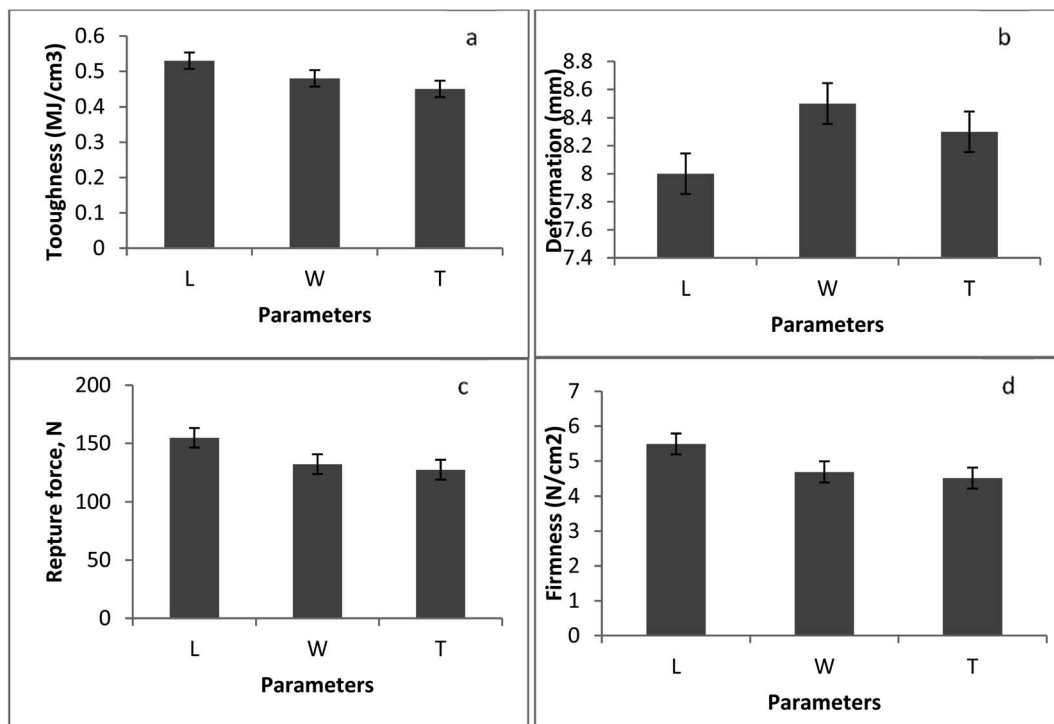 a
Tooughness (MJ/cm3)
0.6
0.5
0.4
0.3
0.2
0.1
0
L W T
Parameters
b
Deformation (mm)
8.8
8.6
8.4
8.2
8
7.8
7.6
7.4
L W T
Parameters
c
Repture force, N
200
150
100
50
0
L W T
Parameters
d
Firmness (N/cm2)
7
6
5
4
3
2
1
0
L W T
Parameters